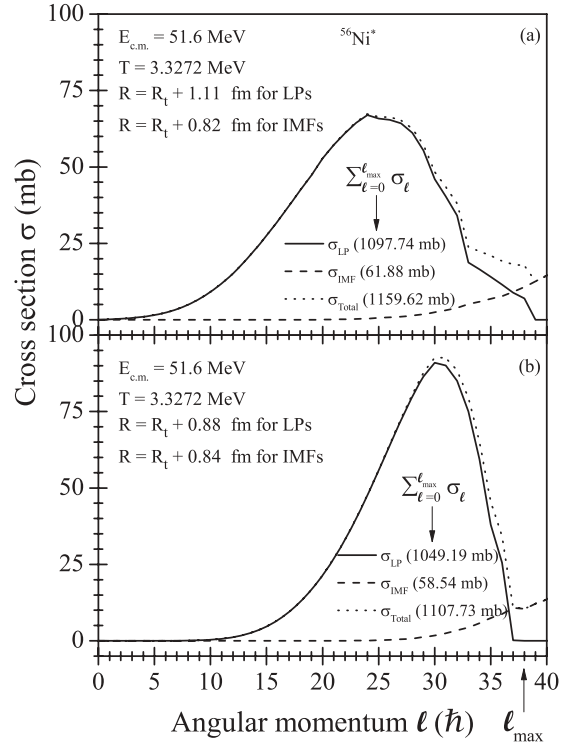 100
75
50
25
0
Cross section σ (mb)
E_c.m. = 51.6 MeV
⁵⁶Ni*
(a)
T = 3.3272 MeV
R = R_t + 1.11 fm for LPs
R = R_t + 0.82 fm for IMFs
∑_{ℓ=0}^{ℓ_max} σ_ℓ
σ_LP (1097.74 mb)
σ_IMF (61.88 mb)
σ_Total (1159.62 mb)
100
75
50
25
0
E_c.m. = 51.6 MeV
(b)
T = 3.3272 MeV
R = R_t + 0.88 fm for LPs
R = R_t + 0.84 fm for IMFs
∑_{ℓ=0}^{ℓ_max} σ_ℓ
σ_LP (1049.19 mb)
σ_IMF (58.54 mb)
σ_Total (1107.73 mb)
0 5 10 15 20 25 30 35 40
Angular momentum ℓ (ħ) ℓ_max